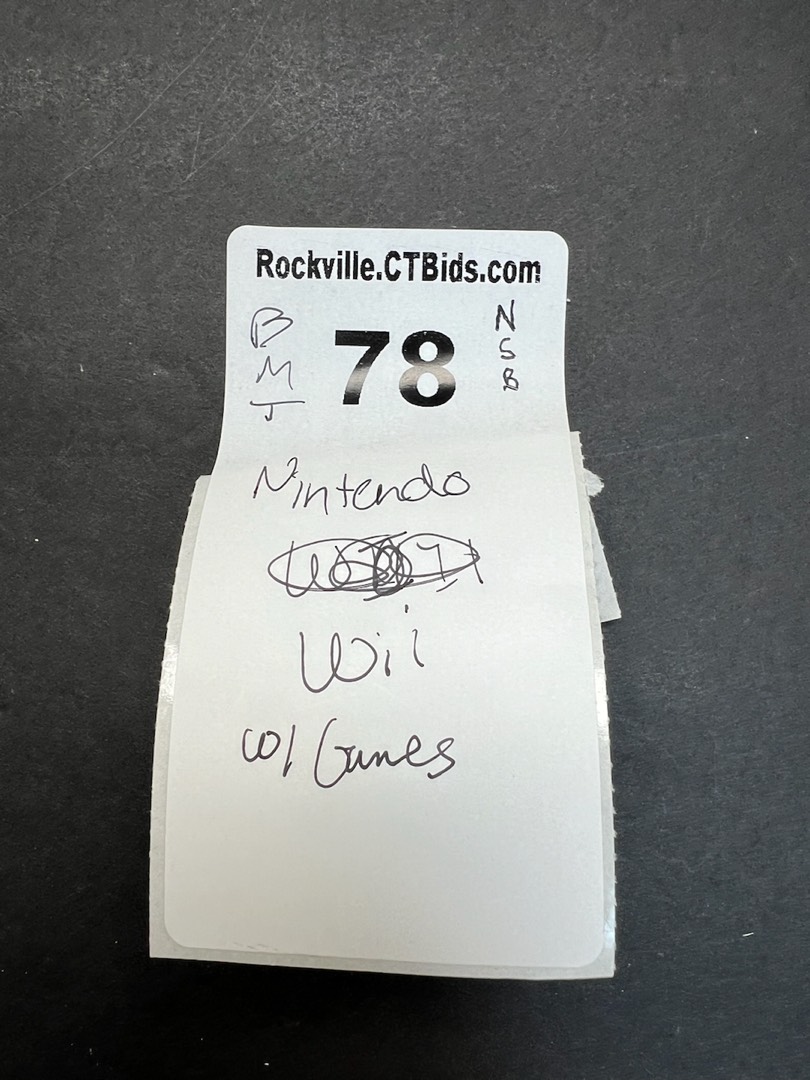 Rockville.CTBids.com
B
M
T
78
N
S
B
Nintendo
Wii
w/ Games